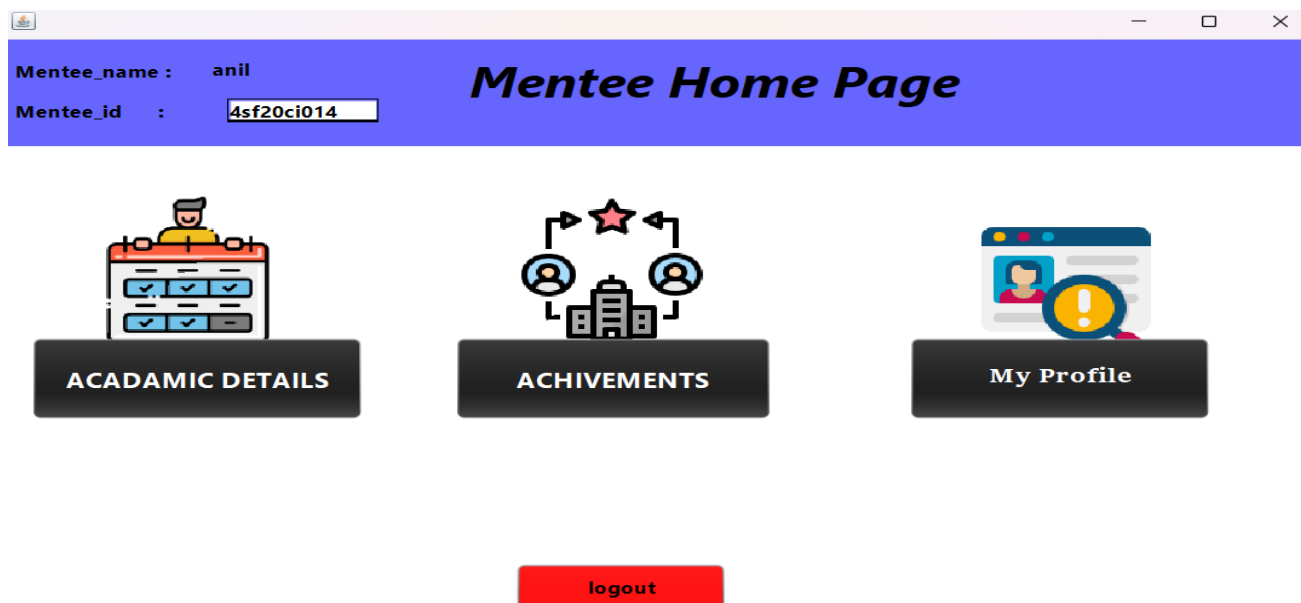 Mentee_name : anil
Mentee Home Page
Mentee_id : 4sf20ci014
ACADAMIC DETAILS
ACHIVEMENTS
My Profile
logout